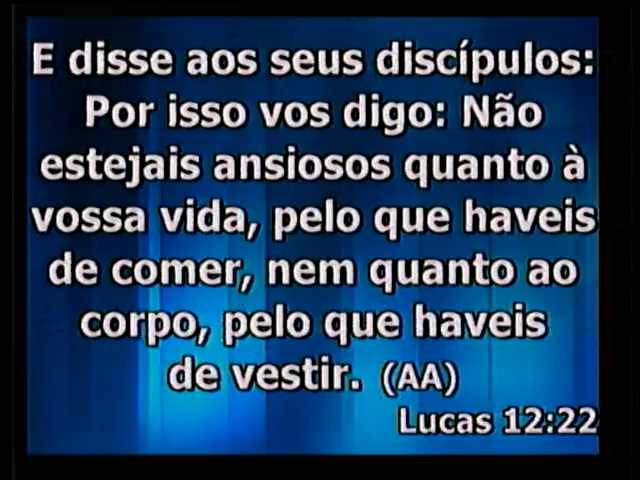 E disse aos seus discípulos:
Por isso vos digo: Não
estejais ansiosos quanto à
vossa vida, pelo que haveis
de comer, nem quanto ao
corpo, pelo que haveis
de vestir. (AA)
Lucas 12:22